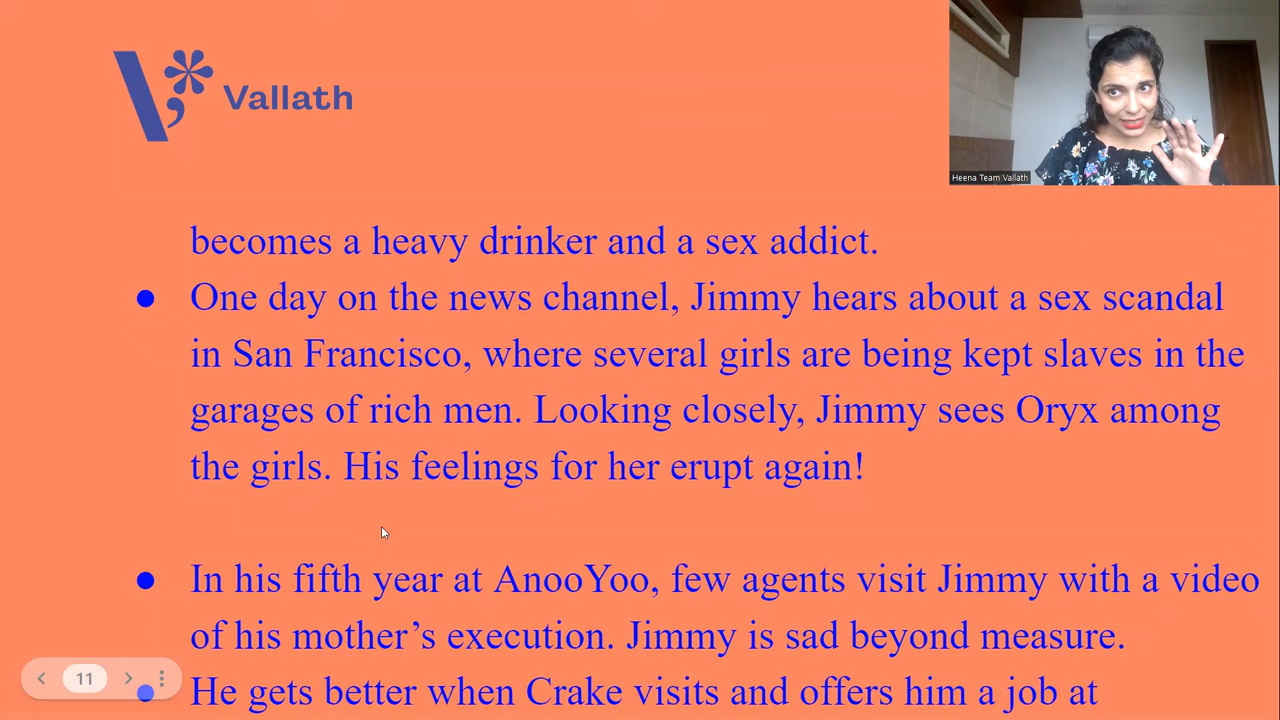 Vallath
Heena Team Vallath
becomes a heavy drinker and a sex addict.
● One day on the news channel, Jimmy hears about a sex scandal
in San Francisco, where several girls are being kept slaves in the
garages of rich men. Looking closely, Jimmy sees Oryx among
the girls. His feelings for her erupt again!
● In his fifth year at AnooYoo, few agents visit Jimmy with a video
of his mother’s execution. Jimmy is sad beyond measure.
● He gets better when Crake visits and offers him a job at
11